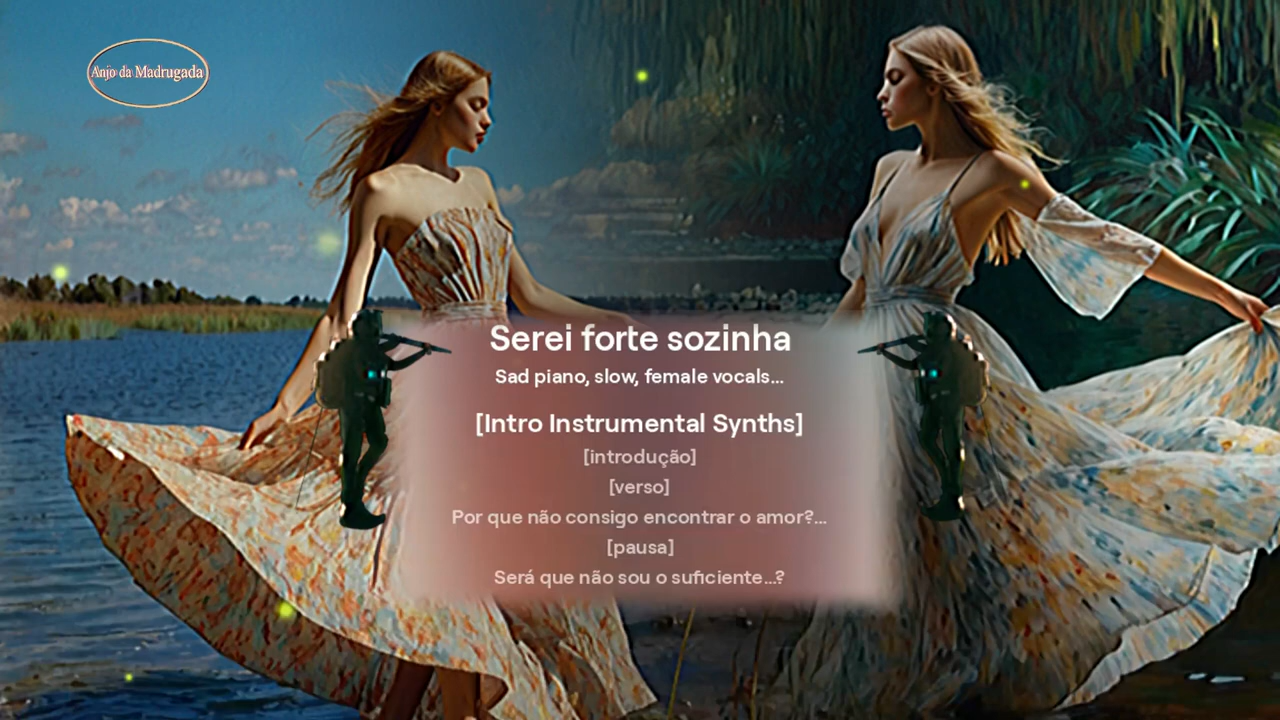 Anjo da Madrugada
Serei forte sozinha
Sad piano, slow, female vocals...
[Intro Instrumental Synths]
[introdução]
[verso]
Por que não consigo encontrar o amor?...
[pausa]
Será que não sou o suficiente...?